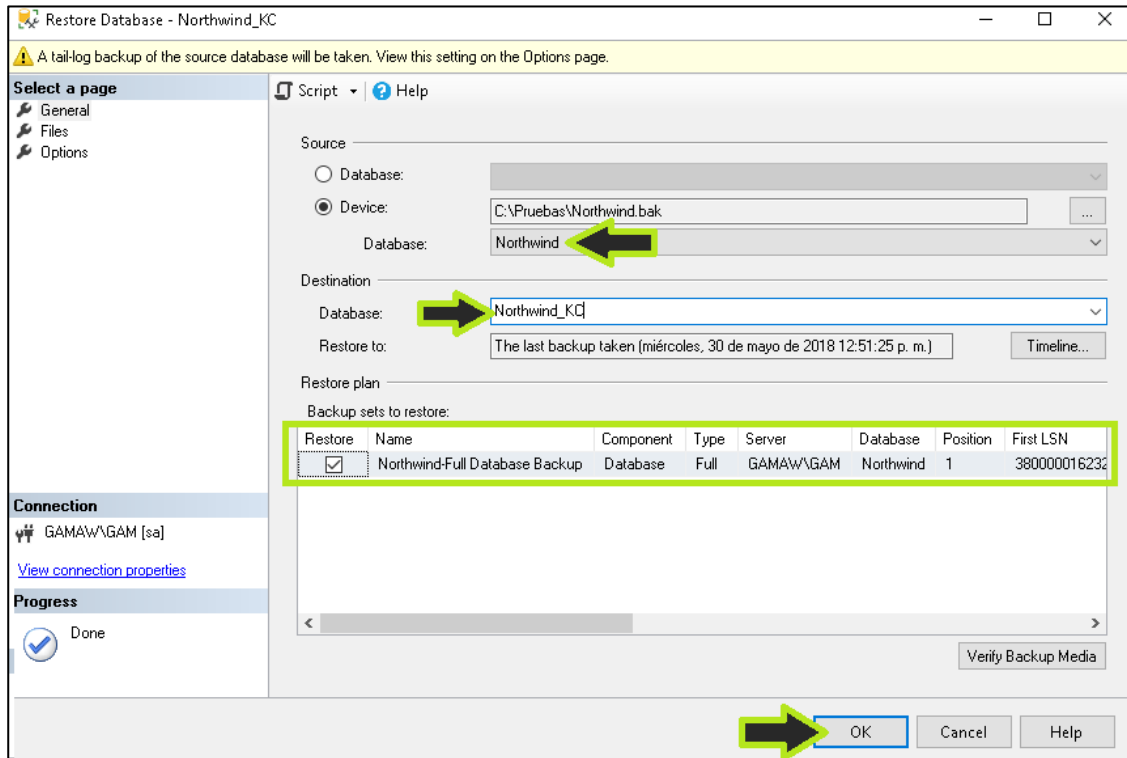 Restore Database - Northwind_KC
A tail-log backup of the source database will be taken. View this setting on the Options page.
Select a page
General
Files
Options
Script
Help
Source
Database:
Device:
C:\Pruebas\Northwind.bak
...
Database:
Northwind
Destination
Database:
Northwind_KC
Restore to:
The last backup taken (miércoles, 30 de mayo de 2018 12:51:25 p. m.)
Timeline...
Restore plan
Backup sets to restore:
Restore Name Component Type Server Database Position First LSN
Northwind-Full Database Backup Database Full GAMAW\GAM Northwind 1 380000016232
Connection
GAMAW\GAM [sa]
View connection properties
Progress
Done
Verify Backup Media
OK Cancel Help